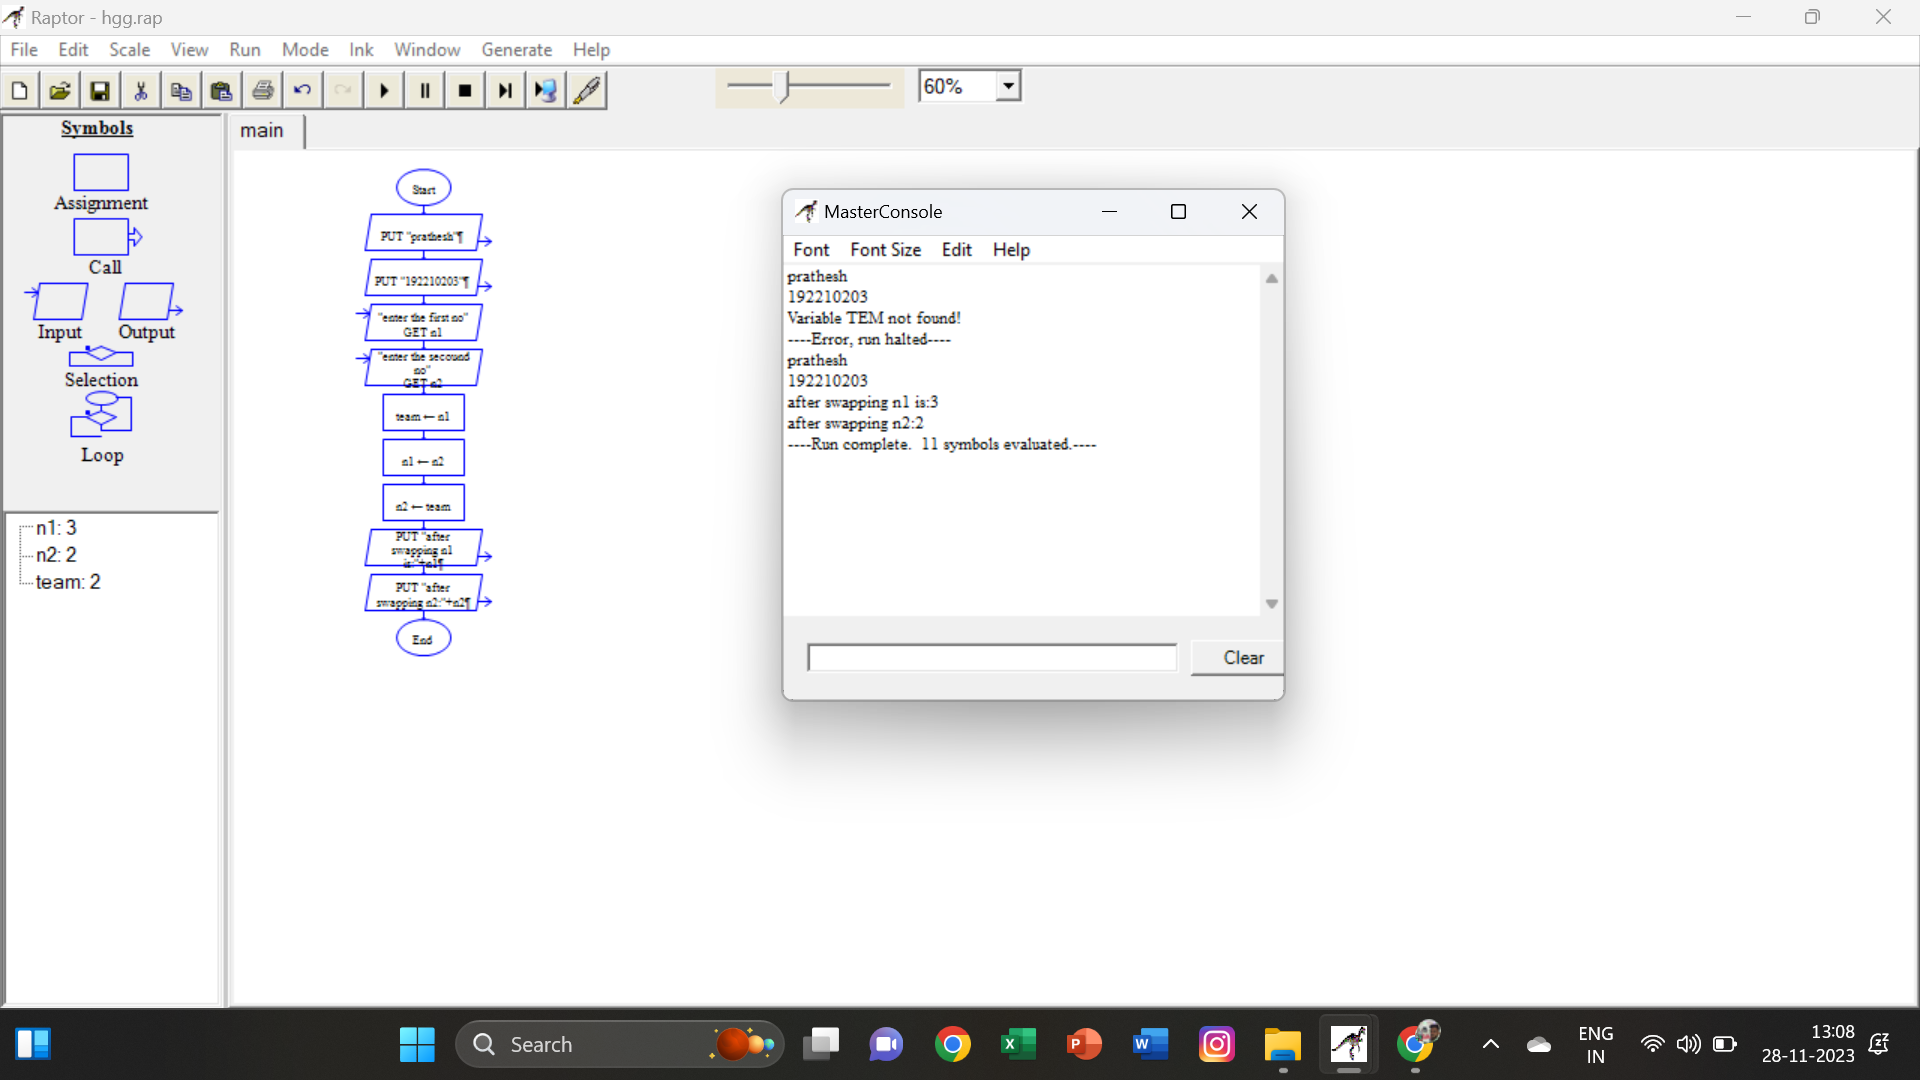 Raptor - hgg.rap
File Edit Scale View Run Mode Ink Window Generate Help
60%
Symbols
Assignment
Call
Input Output
Selection
Loop
n1: 3
n2: 2
team: 2
main
Start
PUT "prathesh"¶
PUT "192210203"¶
"enter the first no"
GET n1
"enter the secound
no"
GET n2
team ← n1
n1 ← n2
n2 ← team
PUT "after
swapping n1
is:"+n1¶
PUT "after
swapping n2:"+n2¶
End
MasterConsole
Font Font Size Edit Help
prathesh
192210203
Variable TEM not found!
----Error, run halted----
prathesh
192210203
after swapping n1 is:3
after swapping n2:2
----Run complete.  11 symbols evaluated.----
Clear
Search
ENG
IN
13:08
28-11-2023